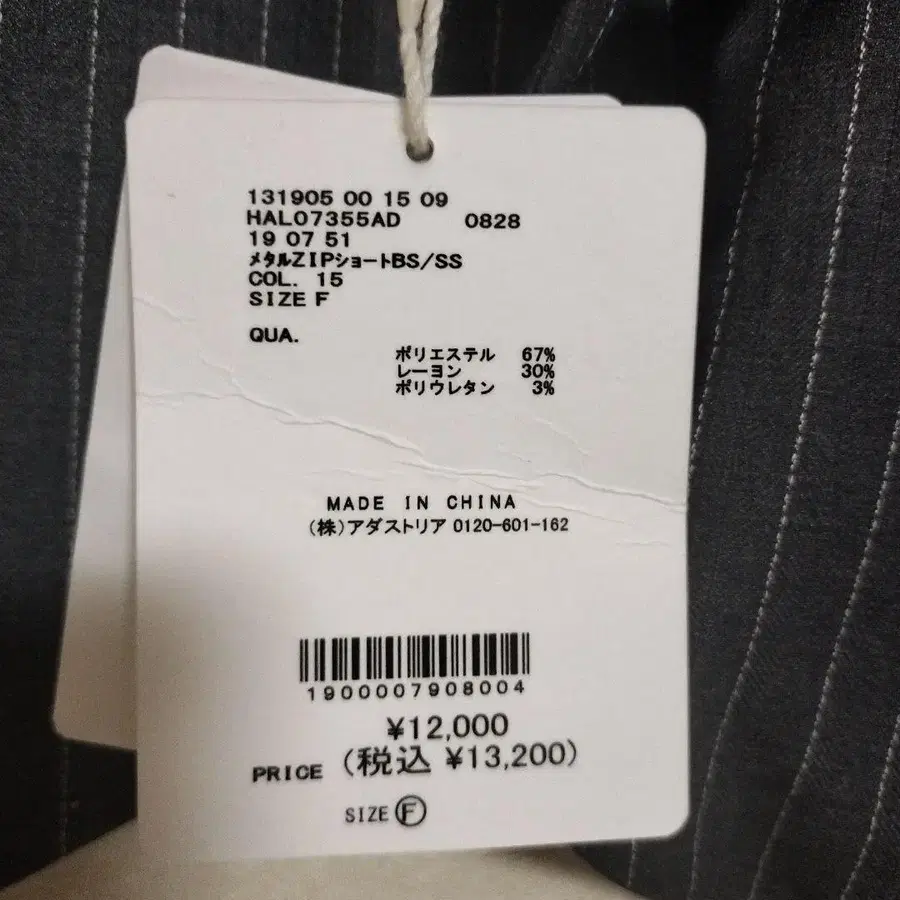 131905 00 15 09
HAL07355AD 0828
19 07 51
メタルZIPショートBS/SS
COL. 15
SIZE F
QUA.
ポリエステル 67%
レーヨン 30%
ポリウレタン 3%
MADE IN CHINA
(株)アダストリア 0120-601-162
1900007908004
¥12,000
PRICE (税込 ¥13,200)
SIZE Ⓕ